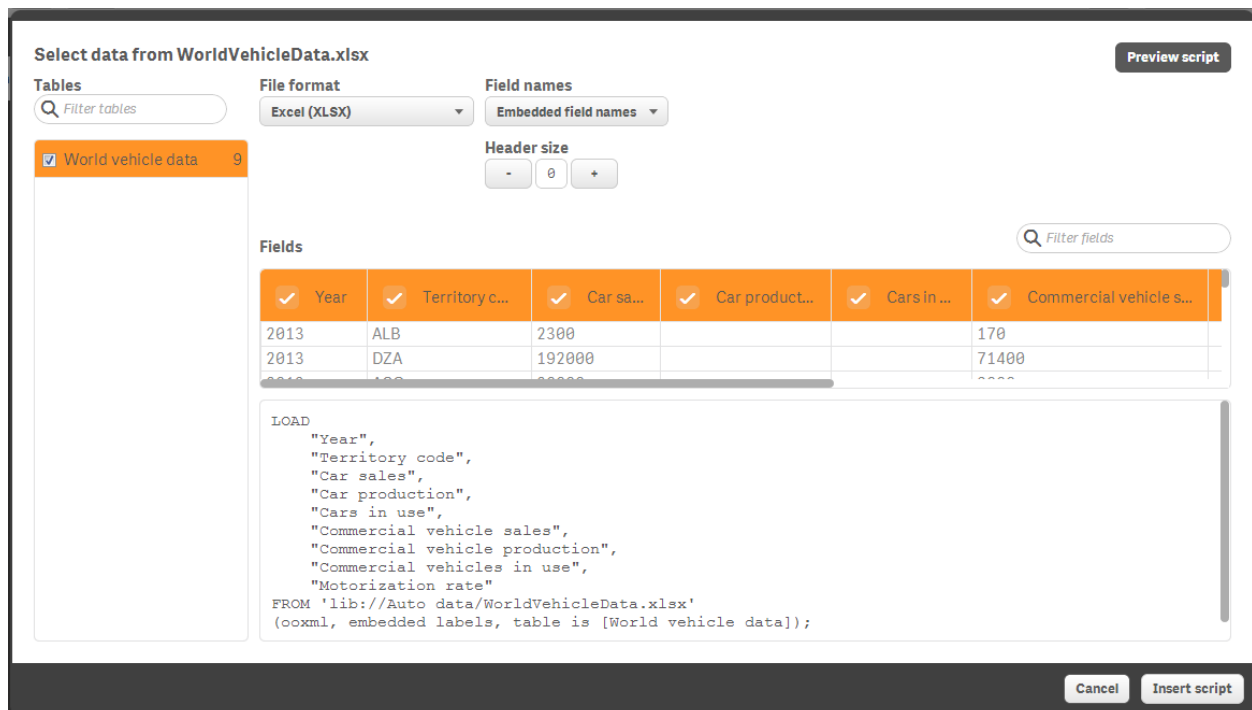 Select data from WorldVehicleData.xlsx
Preview script
Tables
File format
Field names
Filter tables
Excel (XLSX)
Embedded field names
Header size
World vehicle data 9
- 0 +
Fields
Filter fields
Year Territory c... Car sa... Car product... Cars in ... Commercial vehicle s...
2013 ALB 2300 170
2013 DZA 192000 71400
LOAD
"Year",
"Territory code",
"Car sales",
"Car production",
"Cars in use",
"Commercial vehicle sales",
"Commercial vehicle production",
"Commercial vehicles in use",
"Motorization rate"
FROM 'lib://Auto data/WorldVehicleData.xlsx'
(ooxml, embedded labels, table is [World vehicle data]);
Cancel
Insert script